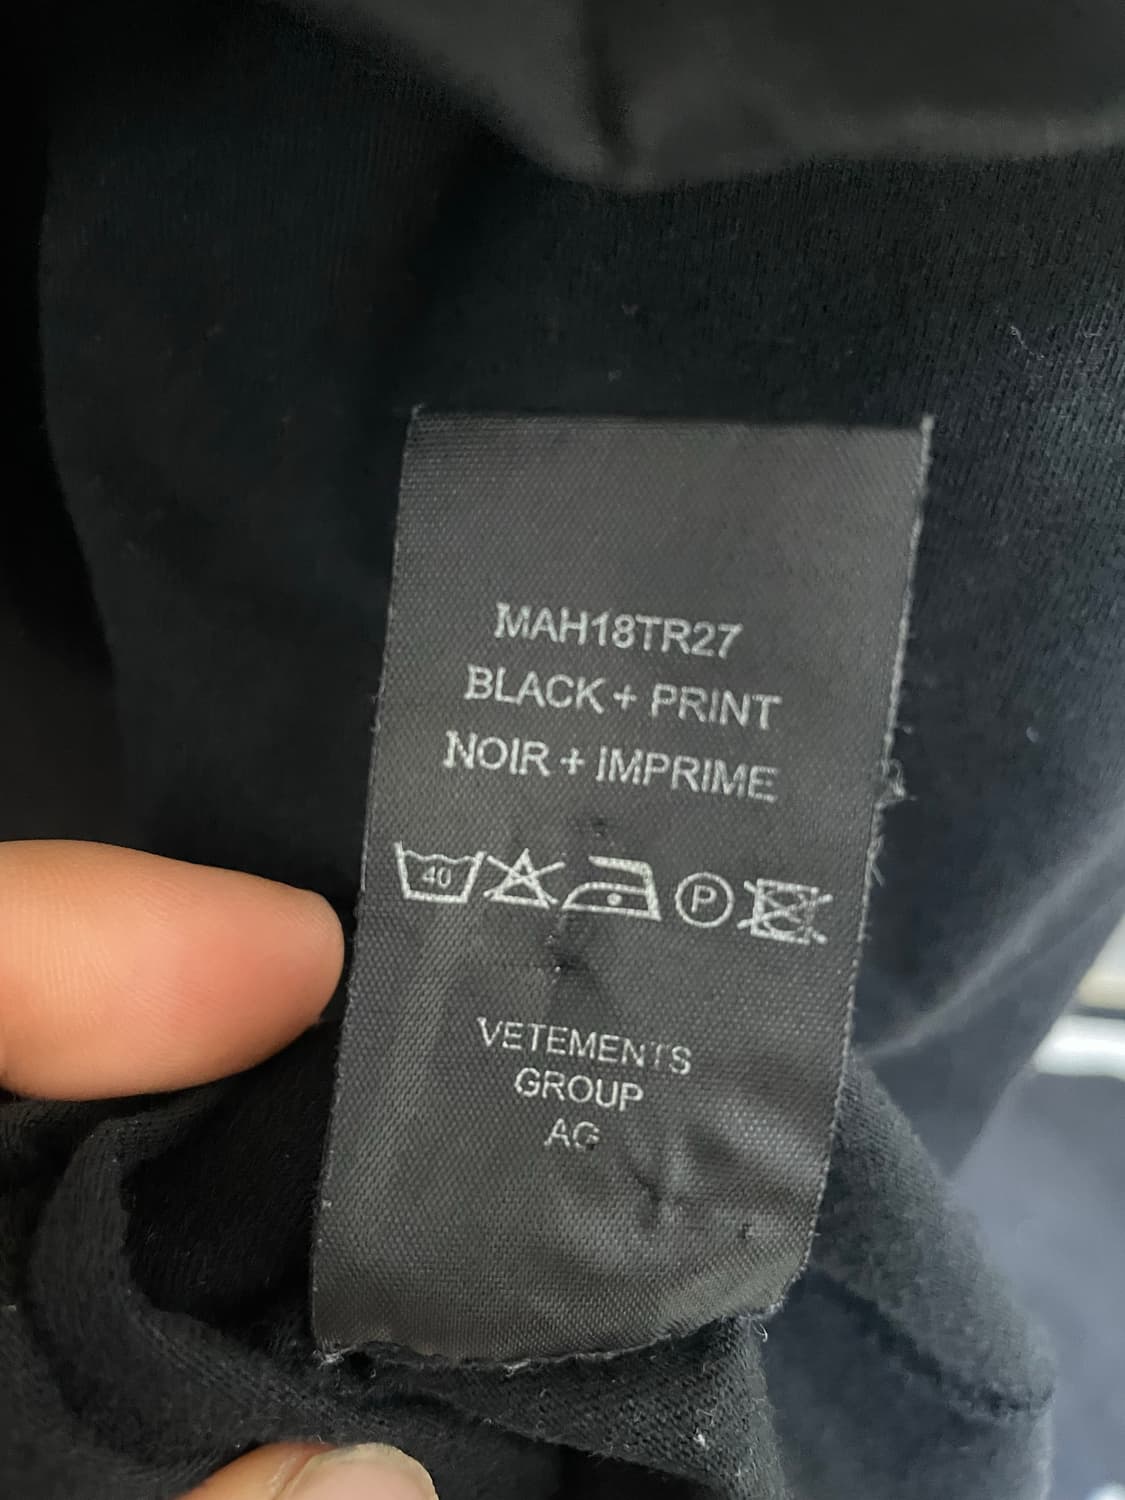 MAH18TR27
BLACK + PRINT
NOIR + IMPRIME
40 P
VETEMENTS
GROUP
AG